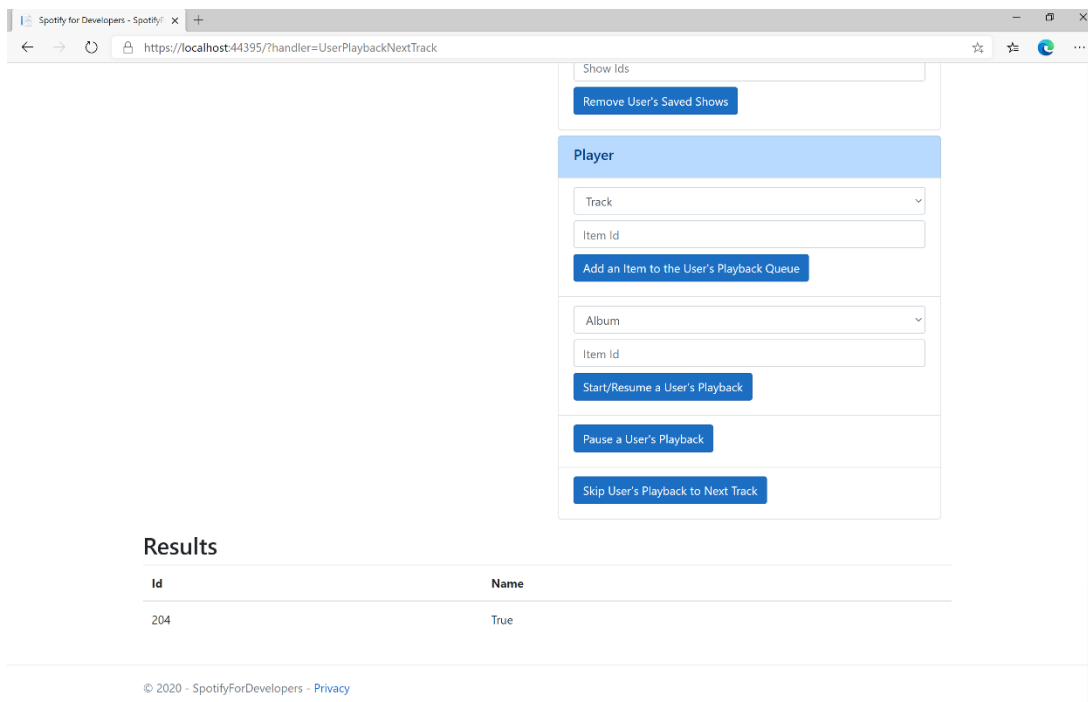 Spotify for Developers - Spotify
https://localhost:44395/?handler=UserPlaybackNextTrack
Show Ids
Remove User's Saved Shows
Player
Track
Item Id
Add an Item to the User's Playback Queue
Album
Item Id
Start/Resume a User's Playback
Pause a User's Playback
Skip User's Playback to Next Track
Results
Id Name
204 True
© 2020 - SpotifyForDevelopers - Privacy